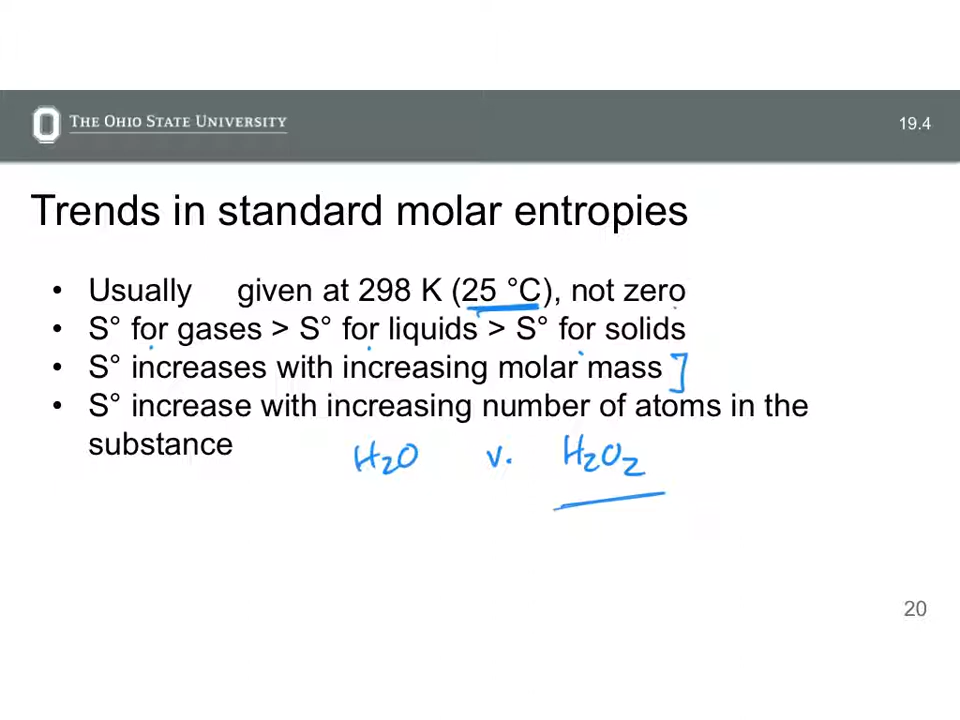 THE OHIO STATE UNIVERSITY
19.4
Trends in standard molar entropies
• Usually given at 298 K (25 °C), not zero
• S° for gases > S° for liquids > S° for solids
• S° increases with increasing molar mass ]
• S° increase with increasing number of atoms in the
substance
H₂O v. H₂O₂
20